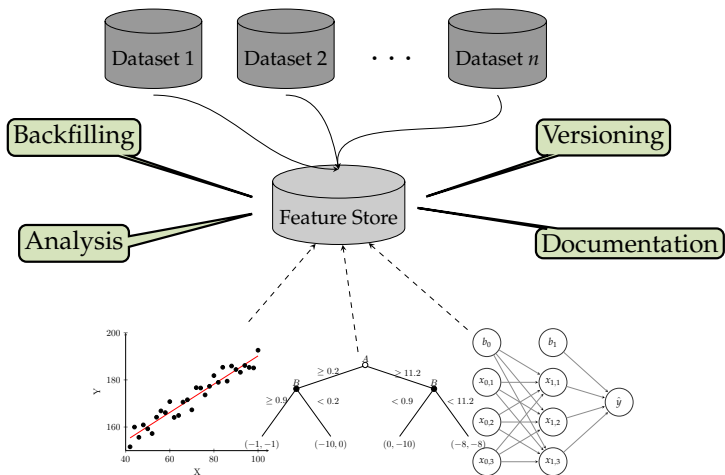 Dataset 1
Dataset 2
. . .
Dataset n
Backfilling
Versioning
Feature Store
Analysis
Documentation
200
180
160
40
60
80
100
X
Y
A
≥0.2
>11.2
B
B
≥0.9
< 0.2
< 0.9
< 11.2
(−1, −1)
(−10, 0)
(0, −10)
(−8, −8)
b0
b1
x0,1
x1,1
x0,2
x1,2
x0,3
x1,3
ŷ